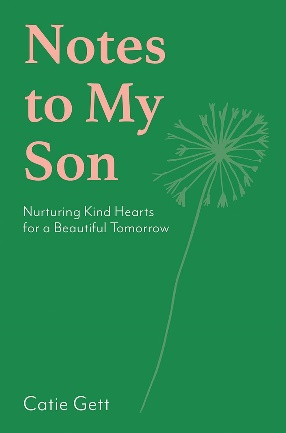 Notes
to My
Son
Nurturing Kind Hearts
for a Beautiful Tomorrow
Catie Gett